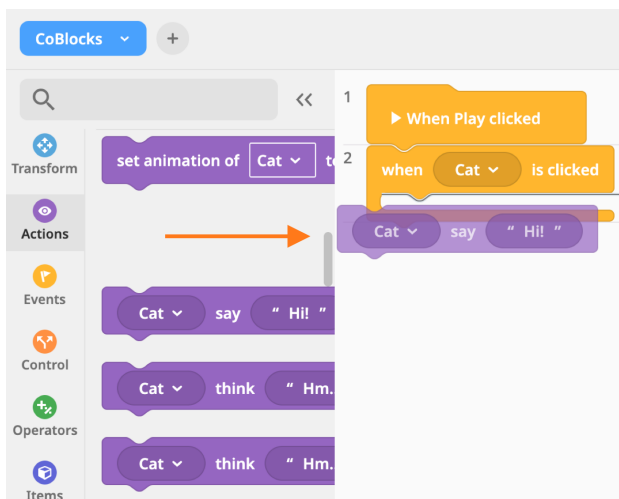 CoBlocks
+
Transform
Actions
Events
Control
Operators
Items
set animation of Cat
Cat say “ Hi! ”
Cat think “ Hm.
Cat think “ Hm.
1
When Play clicked
2
when Cat is clicked
Cat say “ Hi! ”